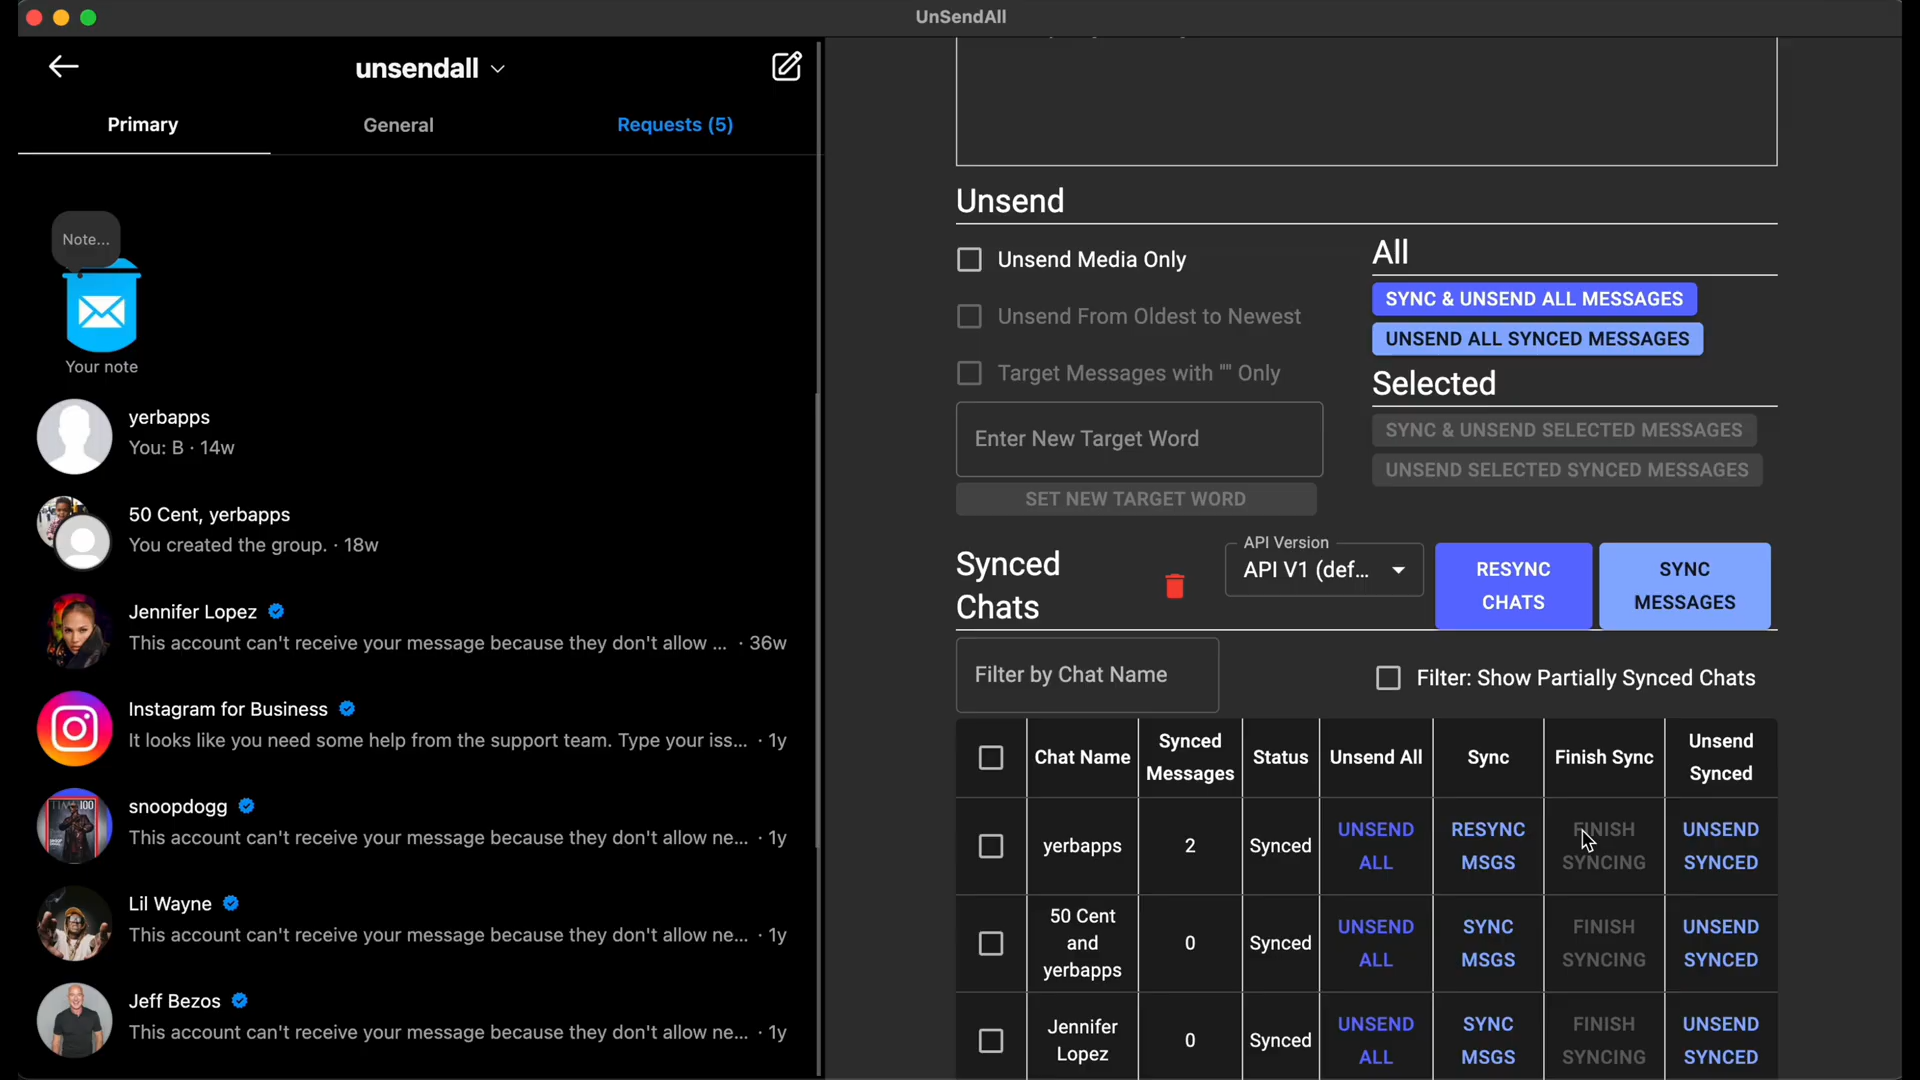 UnSendAll
unsendall
Primary
General
Requests (5)
Note...
Your note
yerbapps
You: B · 14w
50 Cent, yerbapps
You created the group. · 18w
Jennifer Lopez
This account can't receive your message because they don't allow ... · 36w
Instagram for Business
It looks like you need some help from the support team. Type your iss... · 1y
snoopdogg
This account can't receive your message because they don't allow ne... · 1y
Lil Wayne
This account can't receive your message because they don't allow ne... · 1y
Jeff Bezos
This account can't receive your message because they don't allow ne... · 1y
Unsend
Unsend Media Only
Unsend From Oldest to Newest
Target Messages with "" Only
Enter New Target Word
SET NEW TARGET WORD
All
SYNC & UNSEND ALL MESSAGES
UNSEND ALL SYNCED MESSAGES
Selected
SYNC & UNSEND SELECTED MESSAGES
UNSEND SELECTED SYNCED MESSAGES
Synced
Chats
API Version
API V1 (def...
RESYNC
CHATS
SYNC
MESSAGES
Filter by Chat Name
Filter: Show Partially Synced Chats
Chat Name
Synced
Messages
Status
Unsend All
Sync
Finish Sync
Unsend
Synced
yerbapps
2
Synced
UNSEND
ALL
RESYNC
MSGS
FINISH
SYNCING
UNSEND
SYNCED
50 Cent
and
yerbapps
0
Synced
UNSEND
ALL
SYNC
MSGS
FINISH
SYNCING
UNSEND
SYNCED
Jennifer
Lopez
0
Synced
UNSEND
ALL
SYNC
MSGS
FINISH
SYNCING
UNSEND
SYNCED